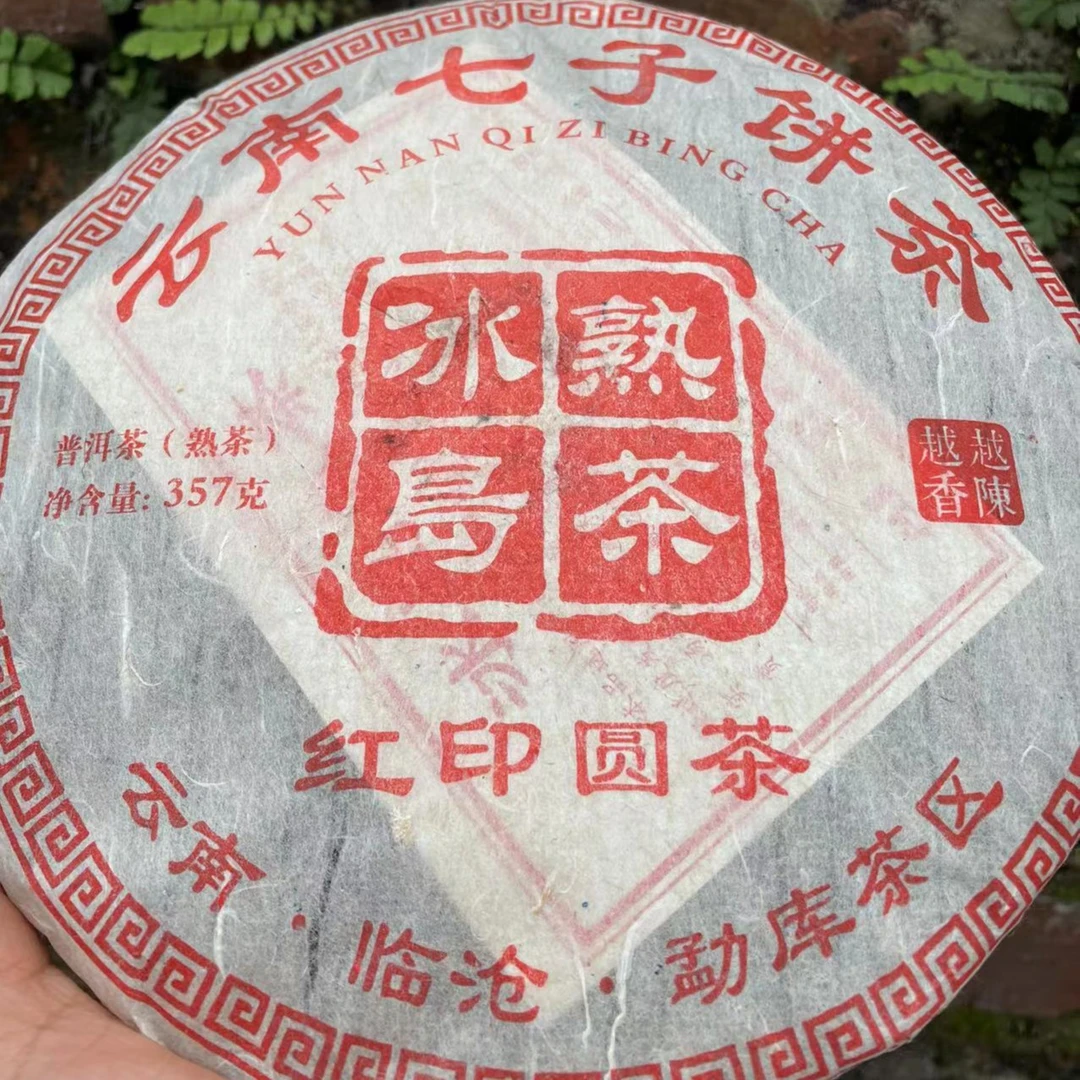 云南七子饼茶
YUN NAN QI ZI BING CHA
冰島
熟茶
普洱茶（熟茶）
净含量: 357克
越陳
越香
红印圆茶
云南·临沧·勐库茶区